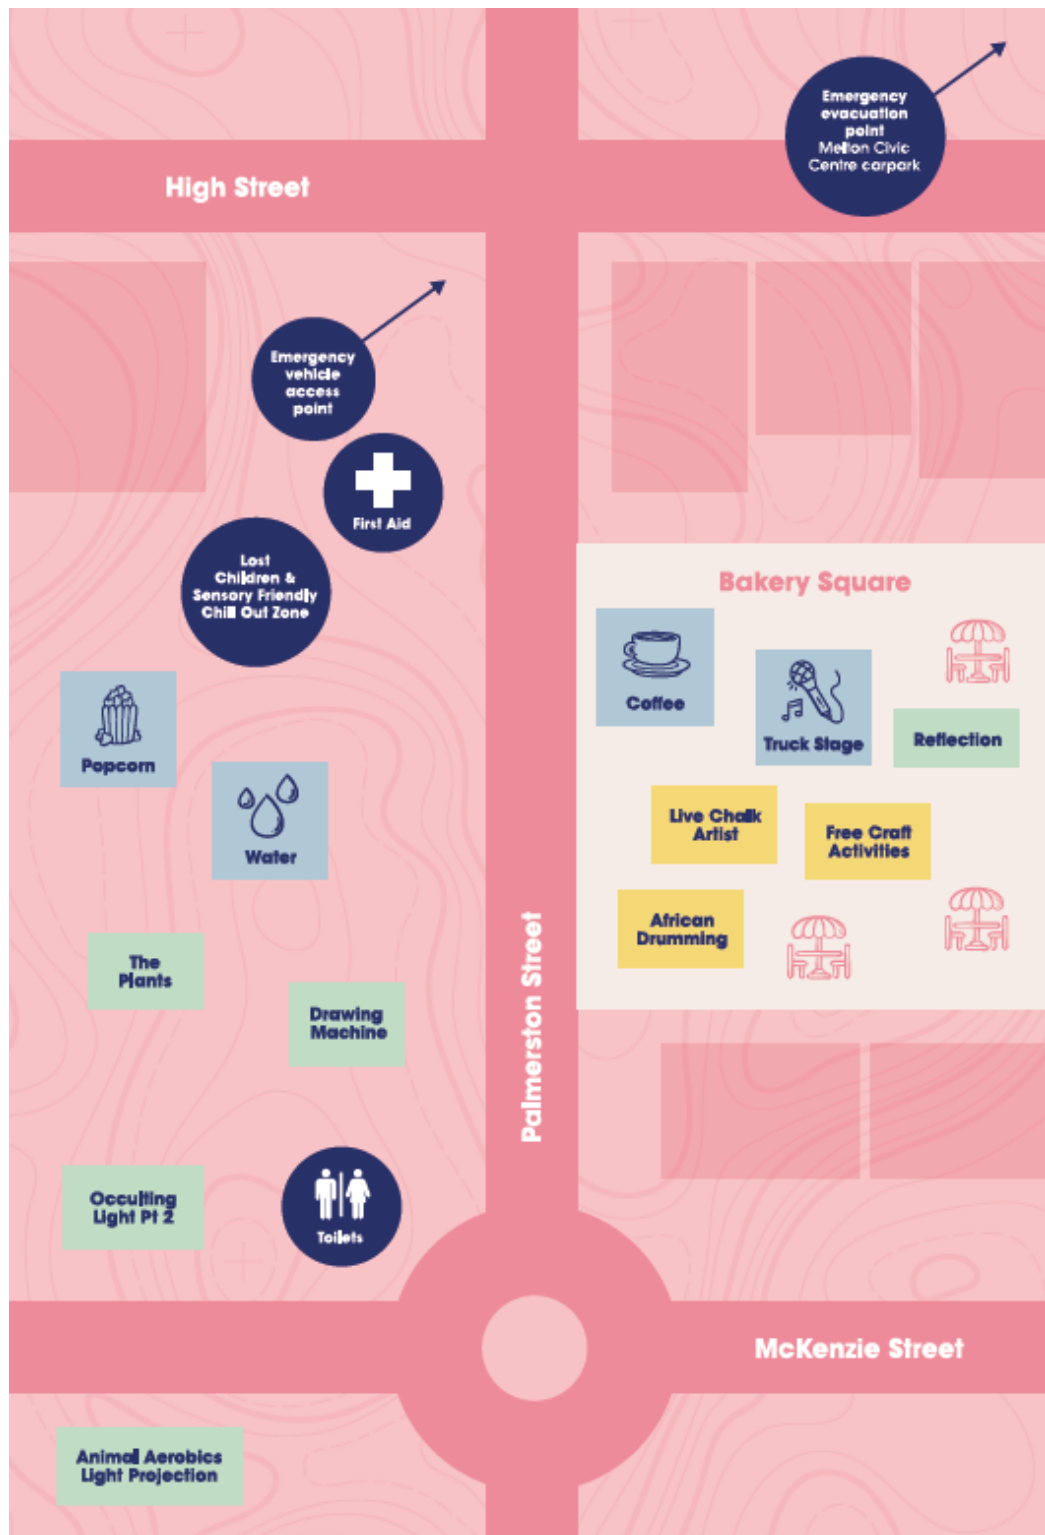 Emergency
evacuation
point
Melton Civic
Centre carpark
High Street
Emergency
vehicle
access
point
First Aid
Lost
Children &
Sensory Friendly
Chill Out Zone
Bakery Square
Coffee
Truck Stage
Reflection
Popcorn
Live Chalk
Artist
Free Craft
Activities
Water
African
Drumming
The
Plants
Drawing
Machine
Palmerston Street
Occulting
Light Pt 2
Toilets
McKenzie Street
Animal Aerobics
Light Projection